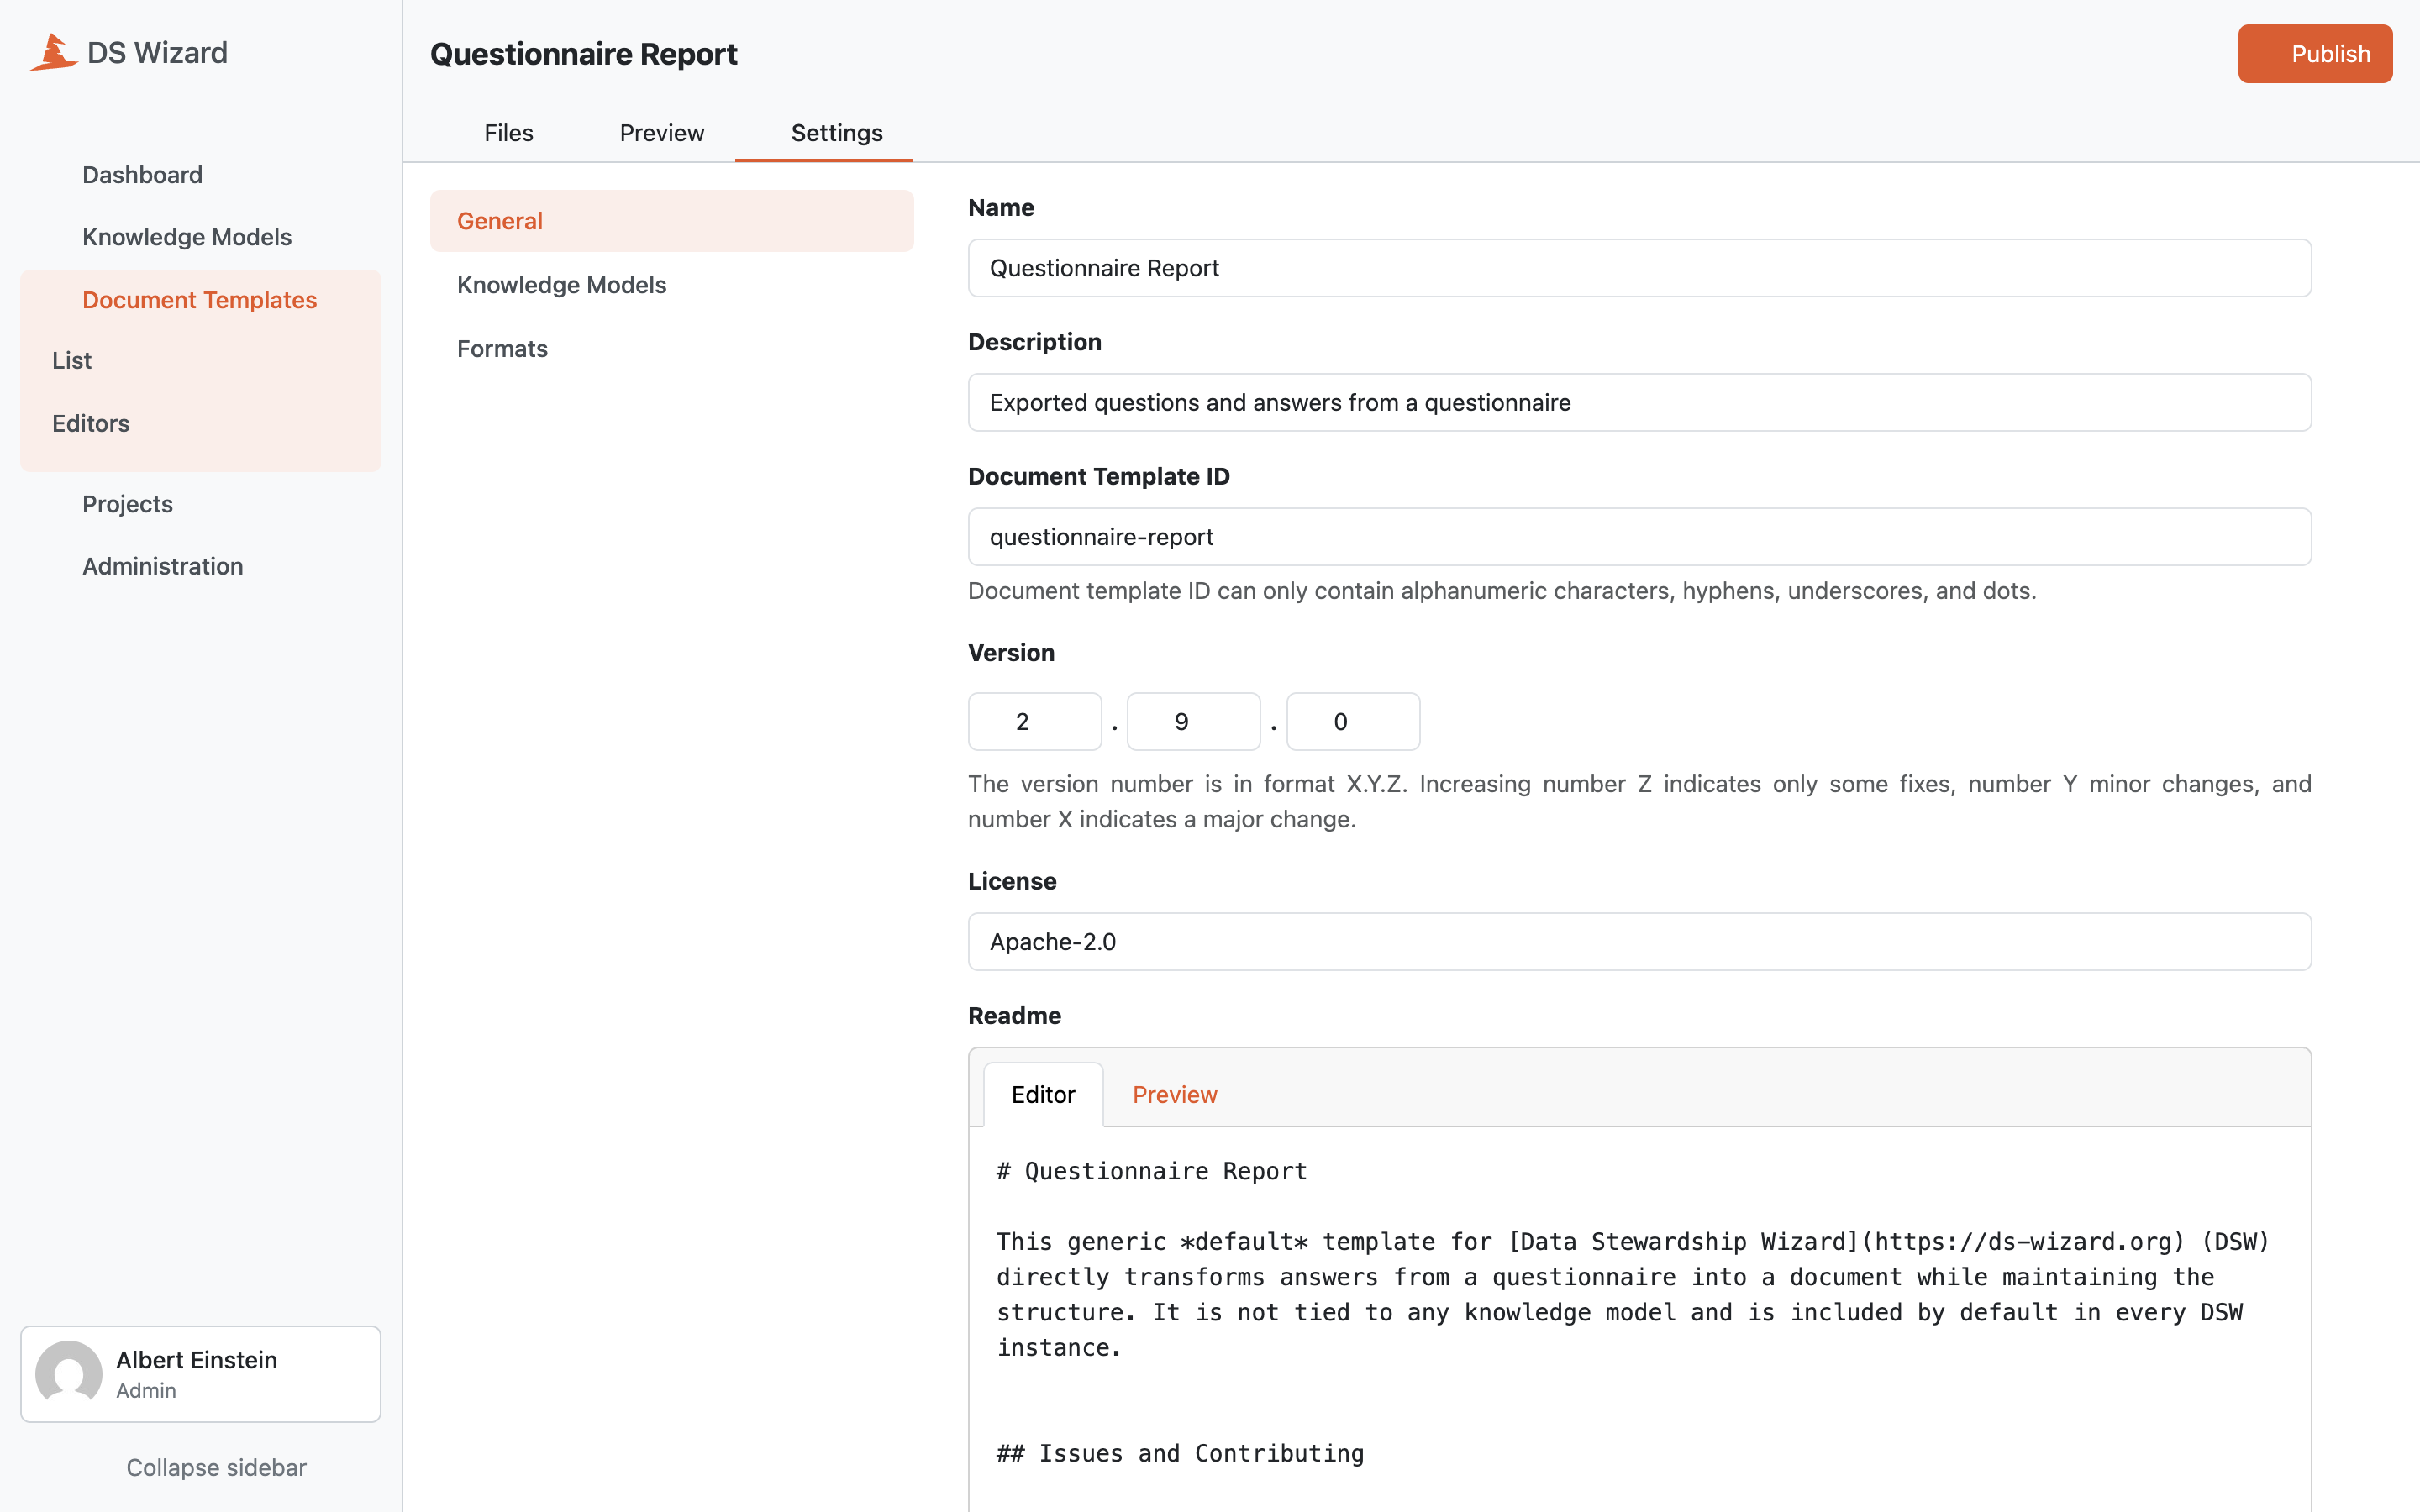 DS Wizard
Dashboard
Knowledge Models
Document Templates
List
Editors
Projects
Administration
Albert Einstein
Admin
Collapse sidebar
Questionnaire Report
Publish
Files
Preview
Settings
General
Knowledge Models
Formats
Name
Questionnaire Report
Description
Exported questions and answers from a questionnaire
Document Template ID
questionnaire-report
Document template ID can only contain alphanumeric characters, hyphens, underscores, and dots.
Version
2 . 9 . 0
The version number is in format X.Y.Z. Increasing number Z indicates only some fixes, number Y minor changes, and
number X indicates a major change.
License
Apache-2.0
Readme
Editor
Preview
# Questionnaire Report
This generic *default* template for [Data Stewardship Wizard](https://ds-wizard.org) (DSW)
directly transforms answers from a questionnaire into a document while maintaining the
structure. It is not tied to any knowledge model and is included by default in every DSW
instance.
## Issues and Contributing